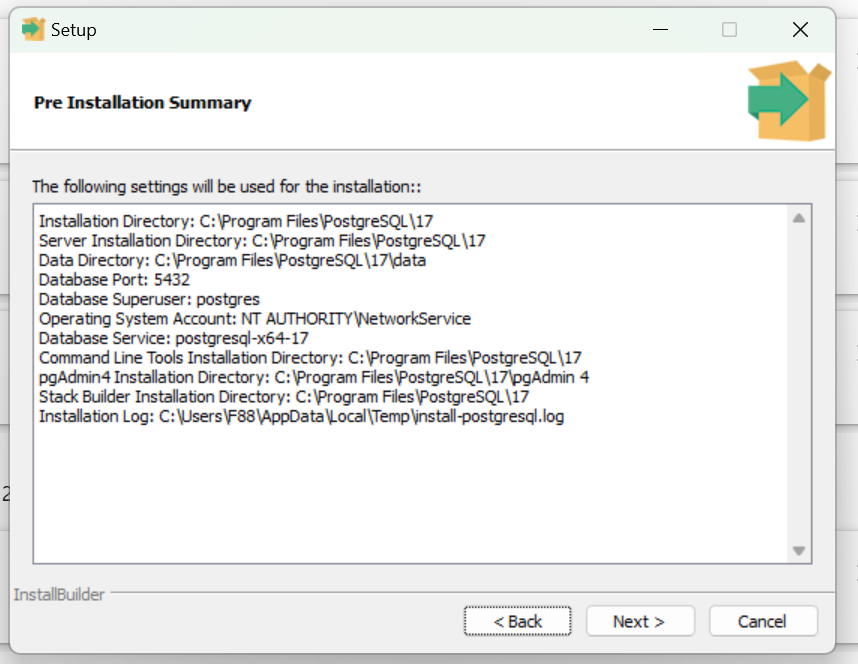 Setup
Pre Installation Summary
The following settings will be used for the installation::
Installation Directory: C:\Program Files\PostgreSQL\17
Server Installation Directory: C:\Program Files\PostgreSQL\17
Data Directory: C:\Program Files\PostgreSQL\17\data
Database Port: 5432
Database Superuser: postgres
Operating System Account: NT AUTHORITY\NetworkService
Database Service: postgresql-x64-17
Command Line Tools Installation Directory: C:\Program Files\PostgreSQL\17
pgAdmin4 Installation Directory: C:\Program Files\PostgreSQL\17\pgAdmin 4
Stack Builder Installation Directory: C:\Program Files\PostgreSQL\17
Installation Log: C:\Users\F88\AppData\Local\Temp\install-postgresql.log
2
InstallBuilder
< Back Next > Cancel